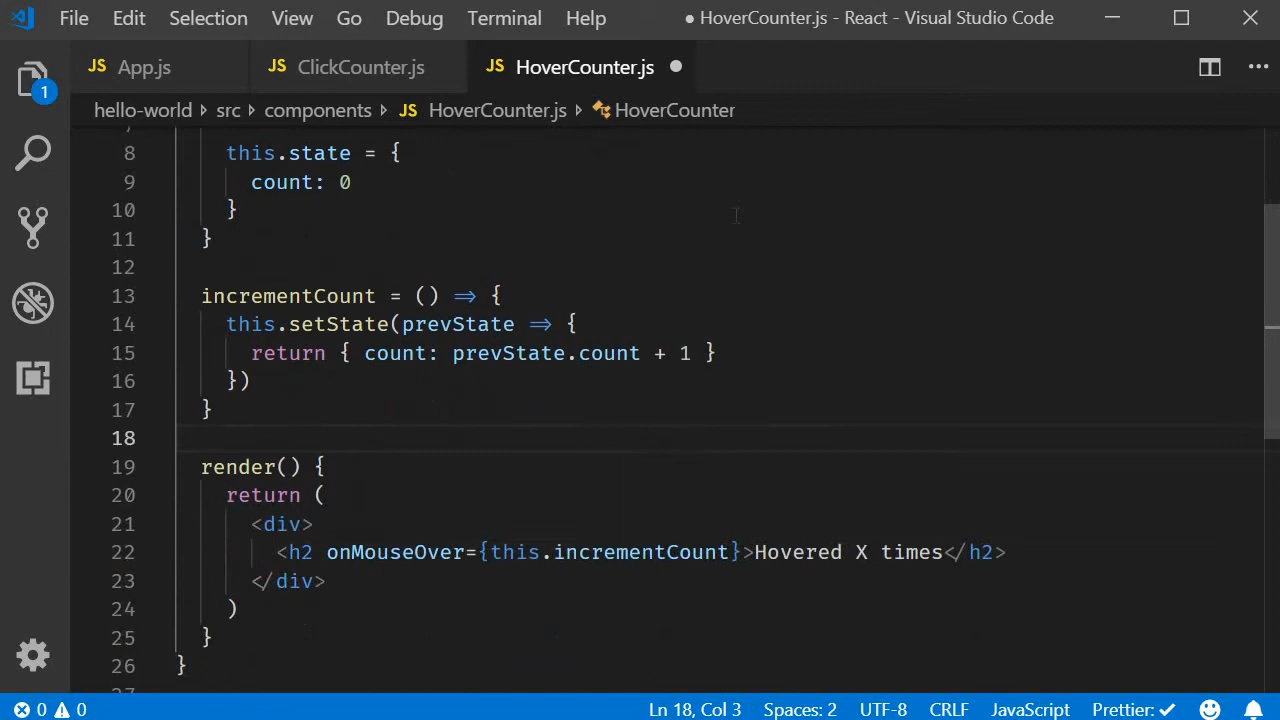 File Edit Selection View Go Debug Terminal Help ● HoverCounter.js - React - Visual Studio Code
JS App.js JS ClickCounter.js JS HoverCounter.js ●
hello-world › src › components › JS HoverCounter.js › HoverCounter
1
8 this.state = {
9 count: 0
10 }
11 }
12
13 incrementCount = () => {
14 this.setState(prevState => {
15 return { count: prevState.count + 1 }
16 })
17 }
18
19 render() {
20 return (
21 <div>
22 <h2 onMouseOver={this.incrementCount}>Hovered X times</h2>
23 </div>
24 )
25 }
26 }
0 0 Ln 18, Col 3 Spaces: 2 UTF-8 CRLF JavaScript Prettier: ✓